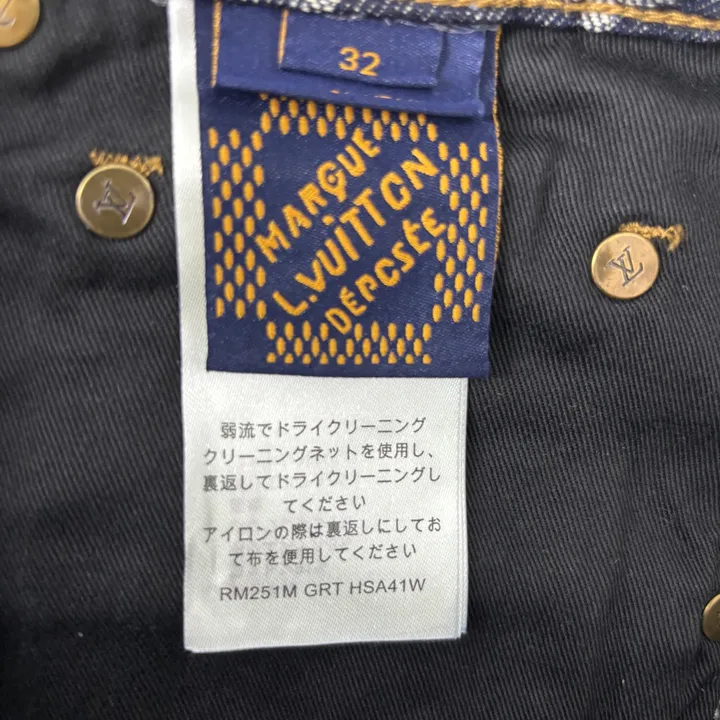 32
MARQUE
L.VUITTON
DÉPOSÉE
LV
LV
弱流でドライクリーニング
クリーニングネットを使用し、
裏返してドライクリーニングし
てください
アイロンの際は裏返しにしてお
て布を使用してください
RM251M GRT HSA41W